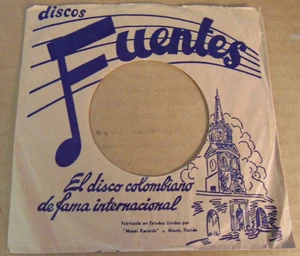 discos
Fuentes
El disco colombiano
de fama internacional
Fabricado en Estados Unidos por
"Miami Records" • Miami, Florida